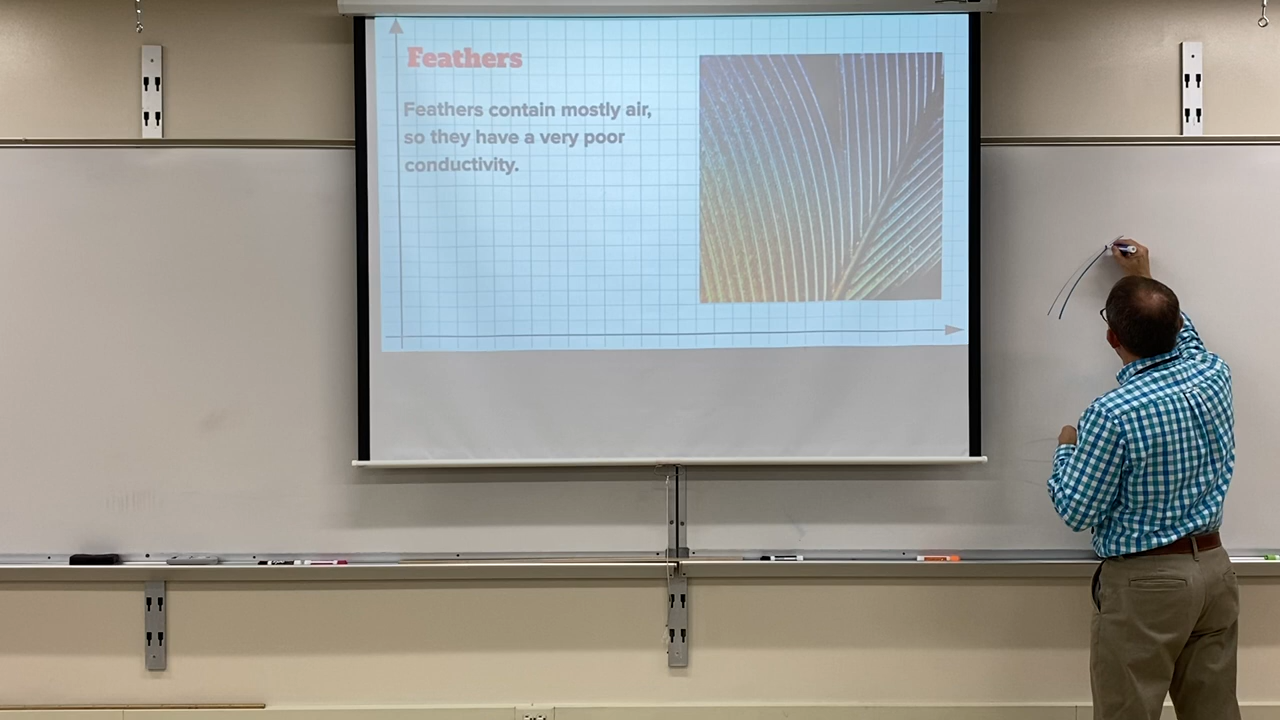 Feathers
Feathers contain mostly air,
so they have a very poor
conductivity.